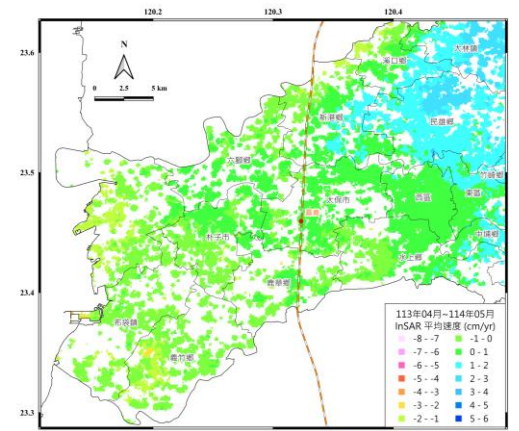 120.2 120.3 120.4
23.6
23.5
23.4
23.3
N
0 2.5 5 km
大林鎮
溪口鄉
民雄鄉
新港鄉
六腳鄉
竹崎鄉
東區
西區
太保市
嘉義
朴子市
中埔鄉
水上鄉
鹿草鄉
布袋鎮
義竹鄉
113年04月~114年05月
InSAR 平均速度 (cm/yr)
-8 - -7 -1 - 0
-7 - -6 0 - 1
-6 - -5 1 - 2
-5 - -4 2 - 3
-4 - -3 3 - 4
-3 - -2 4 - 5
-2 - -1 5 - 6